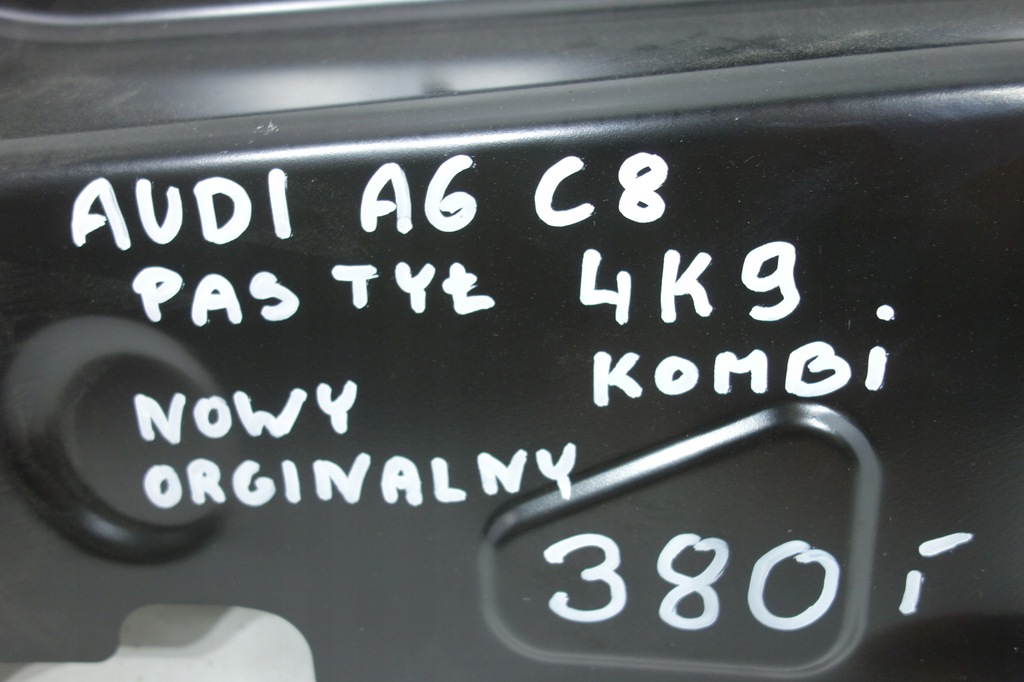 AUDI A6 C8
PAS TYŁ 4K9
KOMBI
NOWY
ORGINALNY
380,-